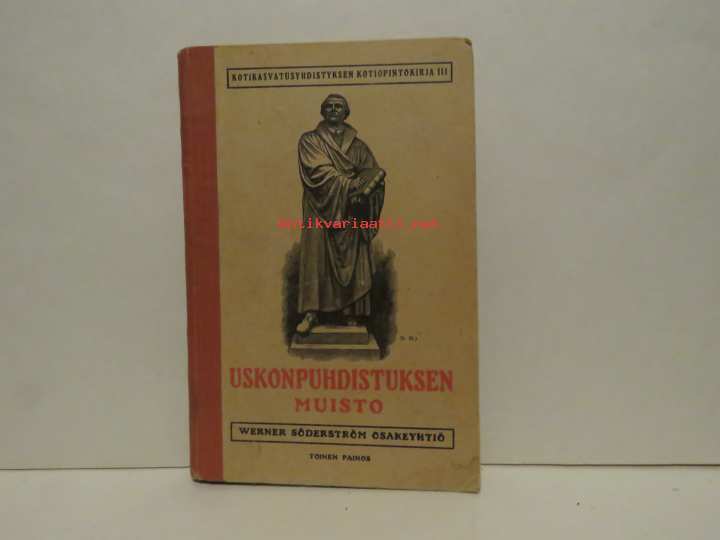 KOTIKASVATUSYHDISTYKSEN KOTIOPINTOKIRJA III
Antikvariaatti.net
USKONPUHDISTUKSEN
MUISTO
WERNER SÖDERSTRÖM OSAKEYHTIÖ
TOINEN PAINOS